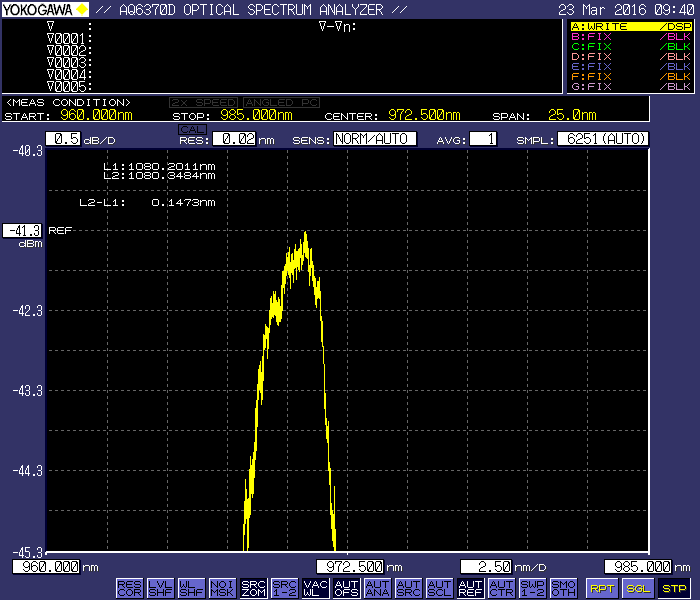 YOKOGAWA // AQ6370D OPTICAL SPECTRUM ANALYZER // 23 Mar 2016 09:40
∇ : ∇-∇n:
∇0001:
∇0002:
∇0003:
∇0004:
∇0005:
A:WRITE /DSP
B:FIX /BLK
C:FIX /BLK
D:FIX /BLK
E:FIX /BLK
F:FIX /BLK
G:FIX /BLK
<MEAS CONDITION> 2x SPEED ANGLED PC
START: 960.000nm STOP: 985.000nm CENTER: 972.500nm SPAN: 25.0nm
CAL
0.5 dB/D RES: 0.02 nm SENS: NORM/AUTO AVG: 1 SMPL: 6251(AUTO)
-40.3
L1:1080.2011nm
L2:1080.3484nm
L2-L1: 0.1473nm
-41.3 REF
dBm
-42.3
-43.3
-44.3
-45.3
960.000 nm 972.500 nm 2.50 nm/D 985.000 nm
RES COR LVL SHF WL SHF NOI MSK SRC ZOM SRC 1-2 VAC WL AUT OFS AUT ANA AUT SRC AUT SCL AUT REF AUT CTR SWP 1-2 SMO OTH RPT SGL STP